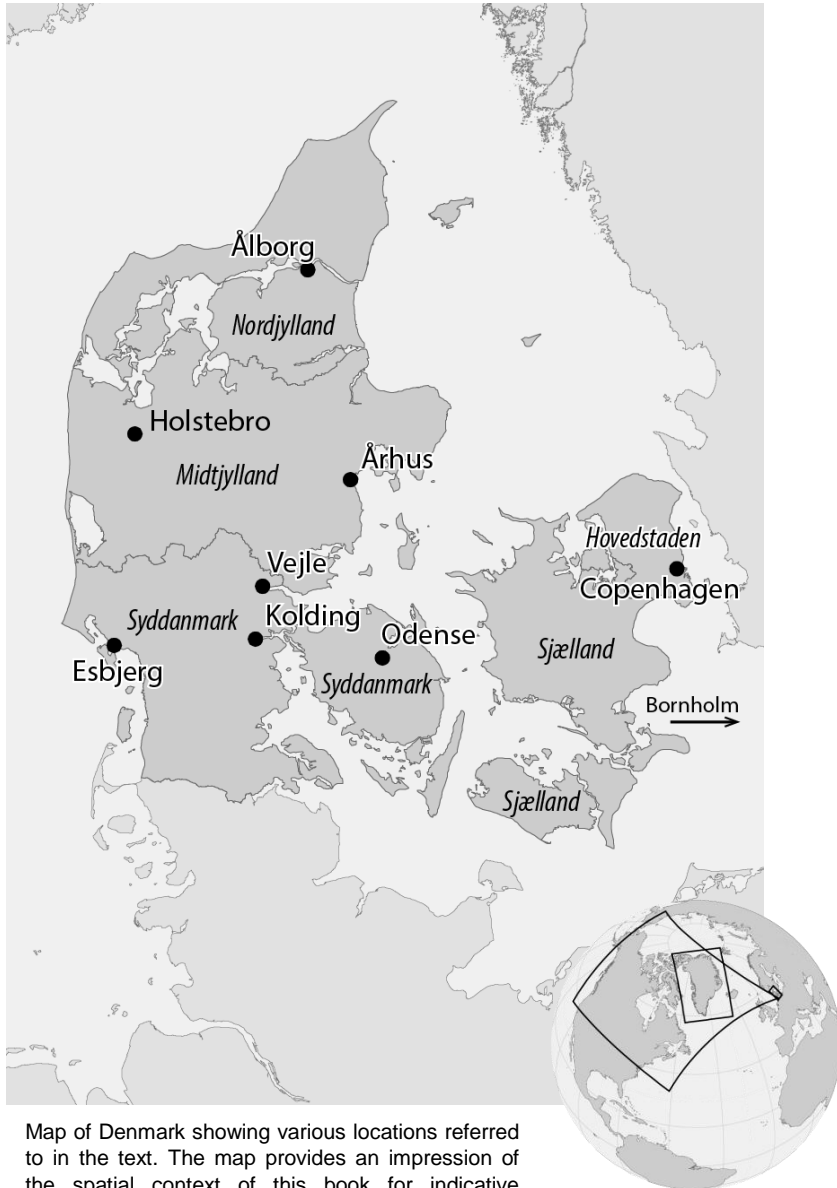 Ålborg
Nordjylland
Holstebro
Århus
Midtjylland
Hovedstaden
Vejle
Copenhagen
Syddanmark
Kolding
Odense
Sjælland
Esbjerg
Syddanmark
Bornholm
Sjælland
Map of Denmark showing various locations referred
to in the text. The map provides an impression of
the spatial context of this book for indicative